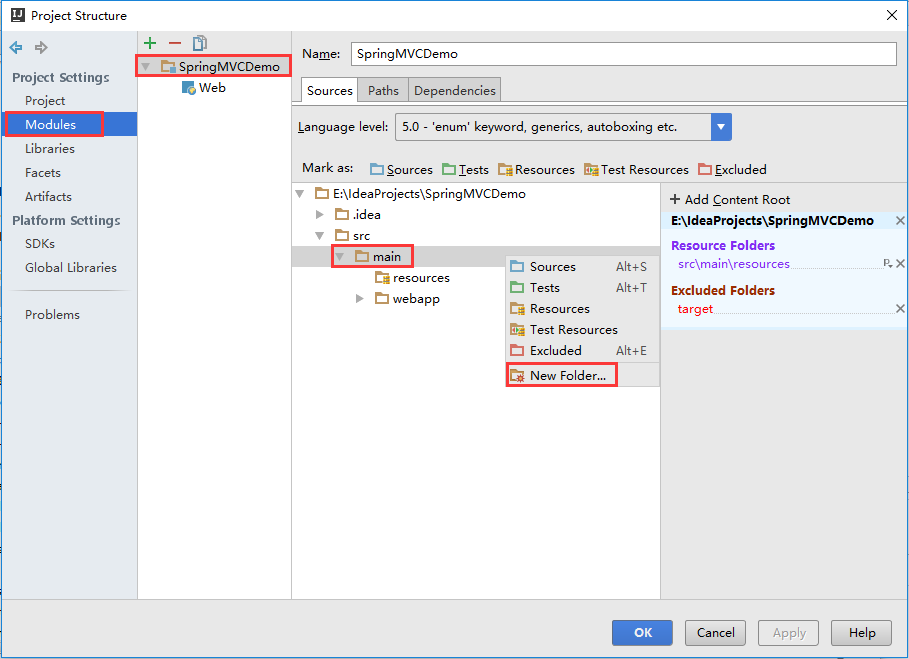 Project Structure
Project Settings
Project
Modules
Libraries
Facets
Artifacts
Platform Settings
SDKs
Global Libraries
Problems
SpringMVCDemo
Web
Name: SpringMVCDemo
Sources Paths Dependencies
Language level: 5.0 - 'enum' keyword, generics, autoboxing etc.
Mark as: Sources Tests Resources Test Resources Excluded
E:\IdeaProjects\SpringMVCDemo
.idea
src
main
resources
webapp
Sources Alt+S
Tests Alt+T
Resources
Test Resources
Excluded Alt+E
New Folder...
+ Add Content Root
E:\IdeaProjects\SpringMVCDemo
Resource Folders
src\main\resources
Excluded Folders
target
OK Cancel Apply Help